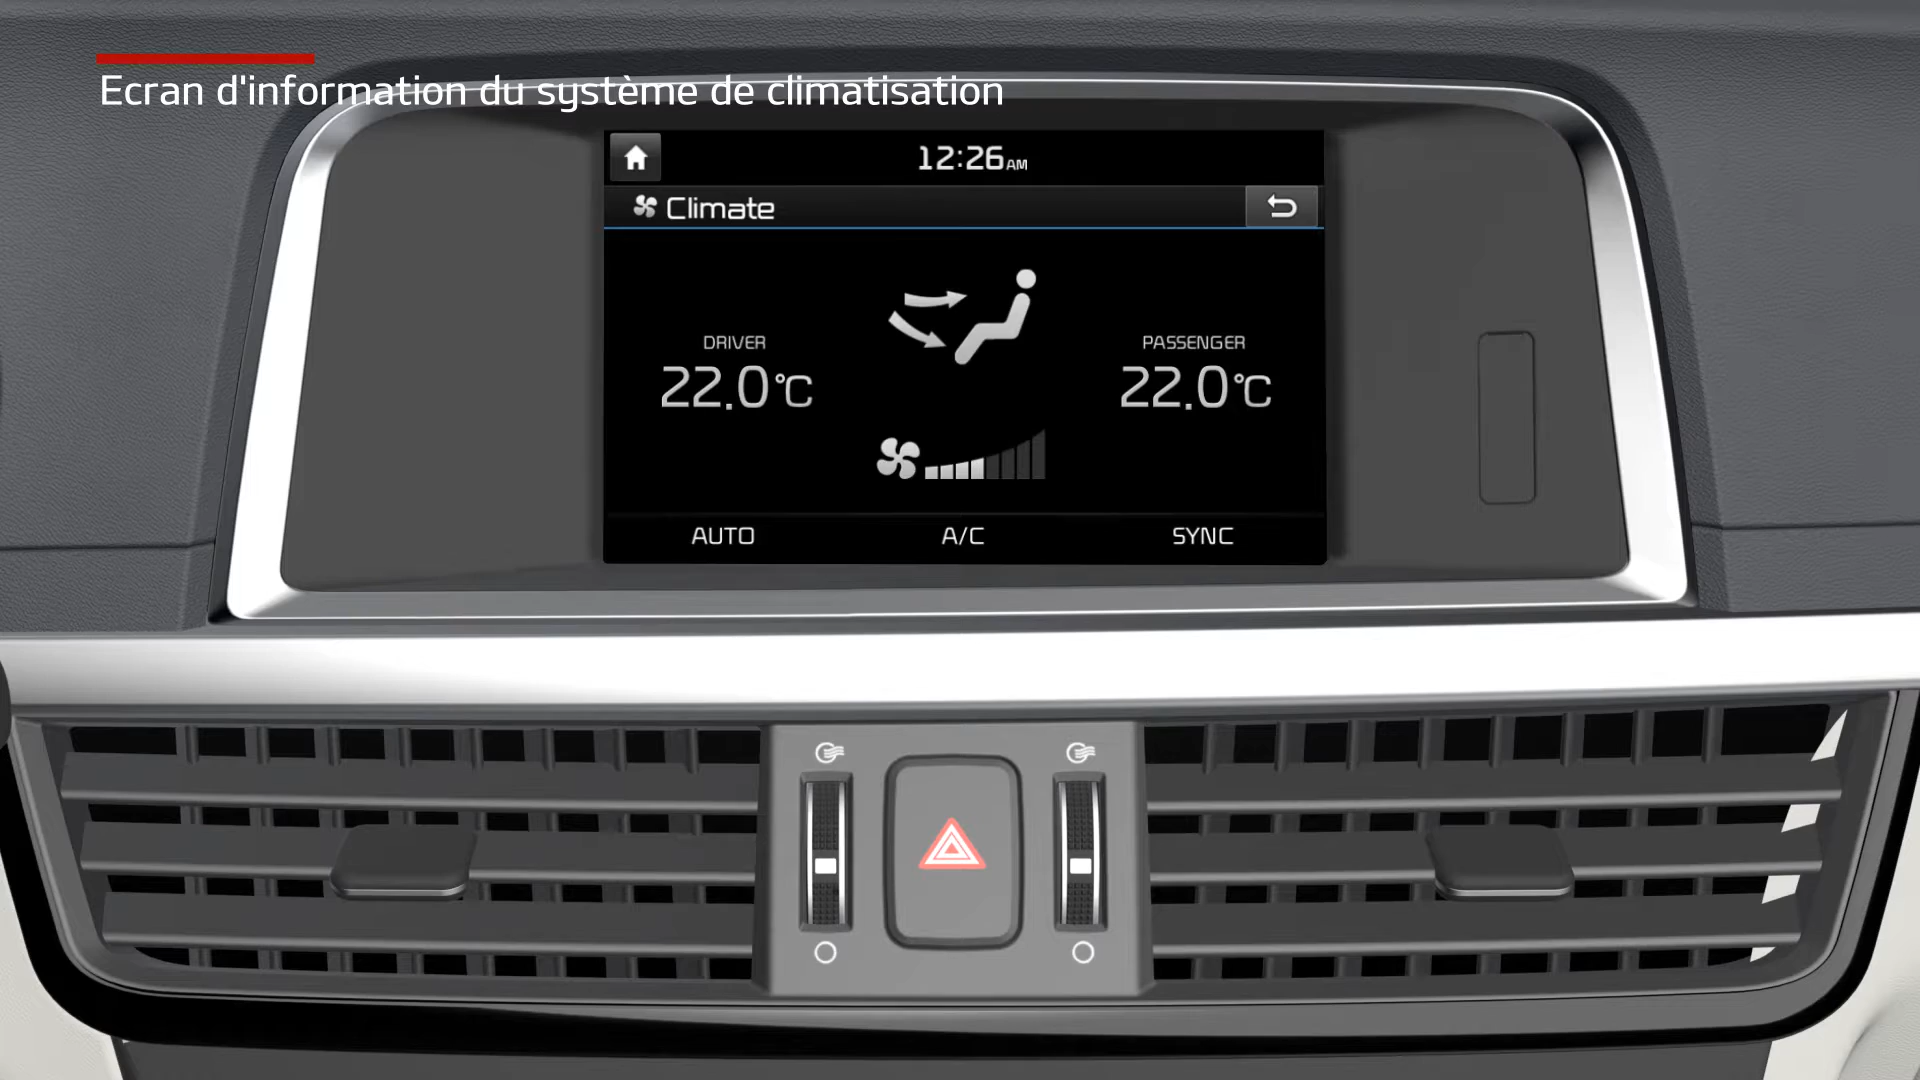 Ecran d'information du système de climatisation
12:26AM
Climate
DRIVER
22.0°C
PASSENGER
22.0°C
AUTO
A/C
SYNC